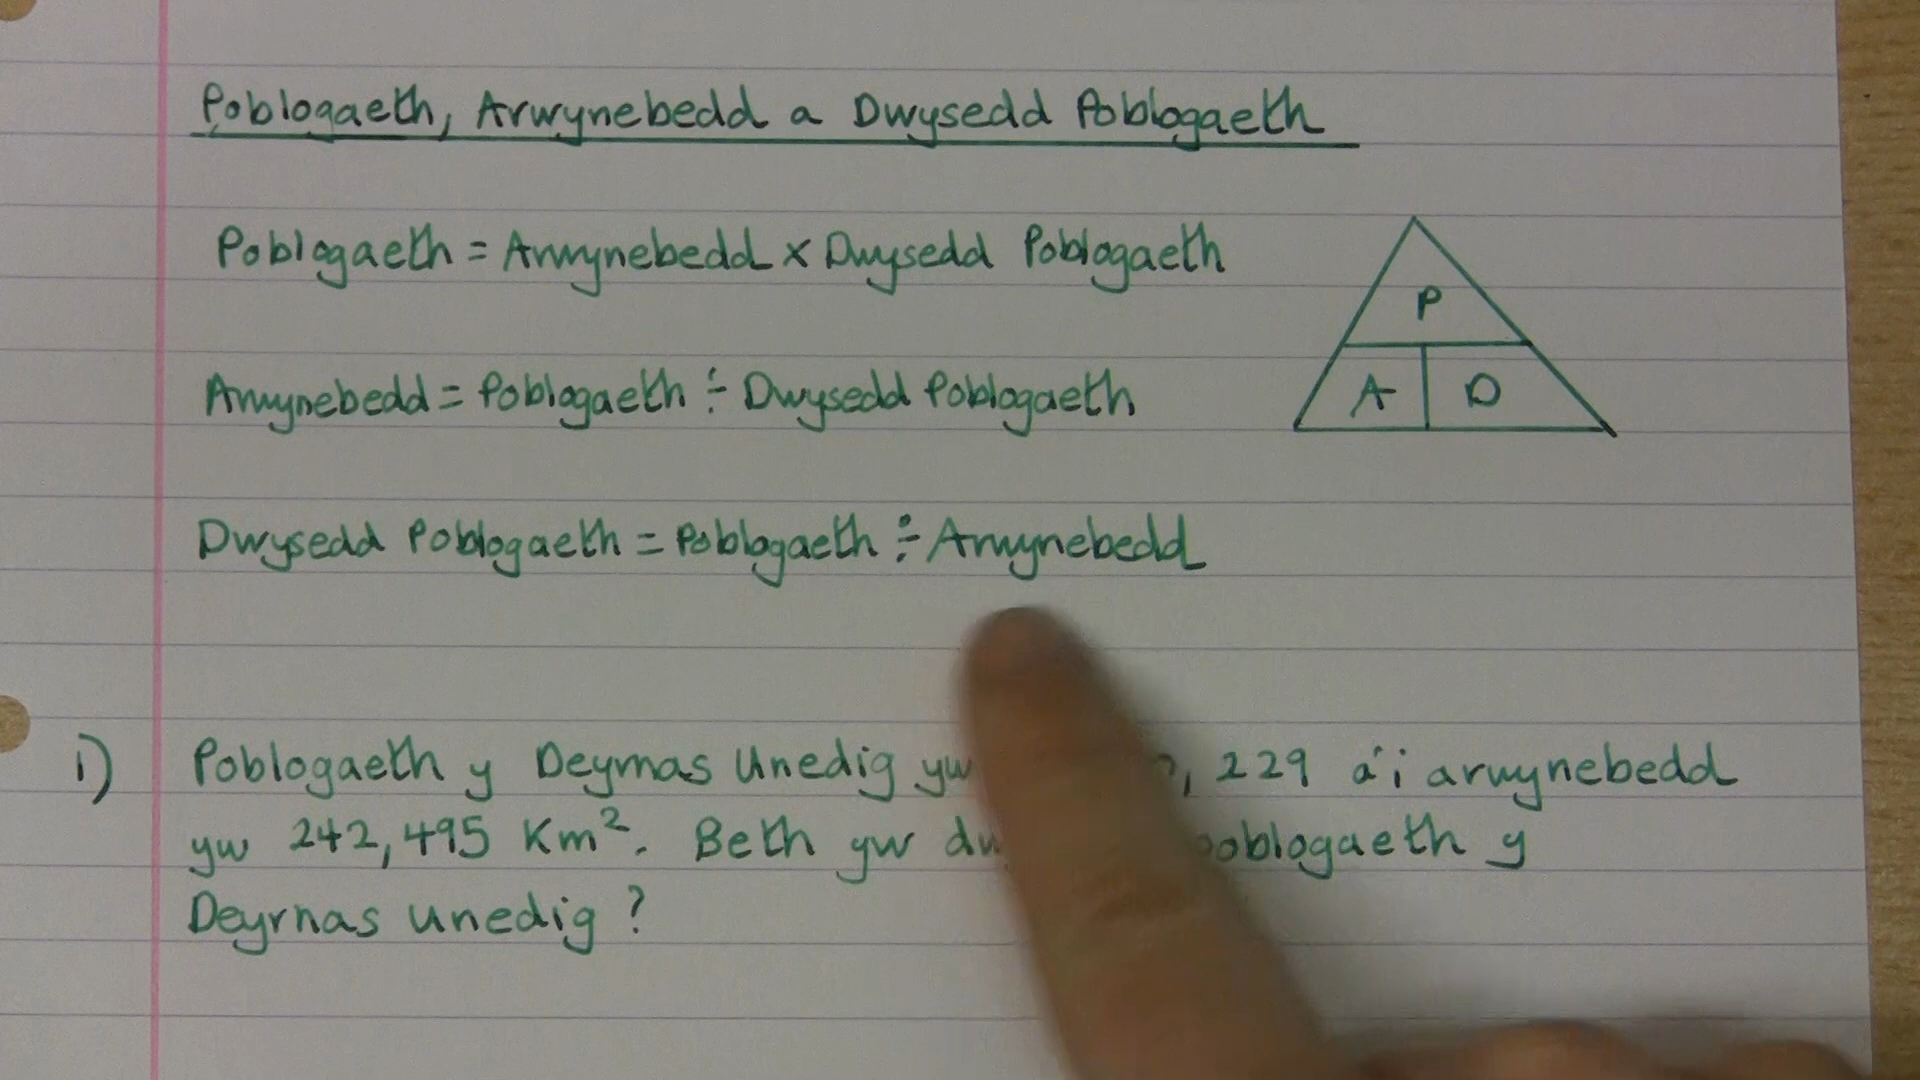 Poblogaeth, Arwynebedd a Dwysedd Poblogaeth
Poblogaeth = Arwynebedd x Dwysedd Poblogaeth
P
Arwynebedd = Poblogaeth ÷ Dwysedd Poblogaeth
A D
Dwysedd Poblogaeth = Poblogaeth ÷ Arwynebedd
1) Poblogaeth y Deyrnas Unedig yw , 229 a'i arwynebedd
yw 242,495 Km². Beth yw poblogaeth y
Deyrnas Unedig ?